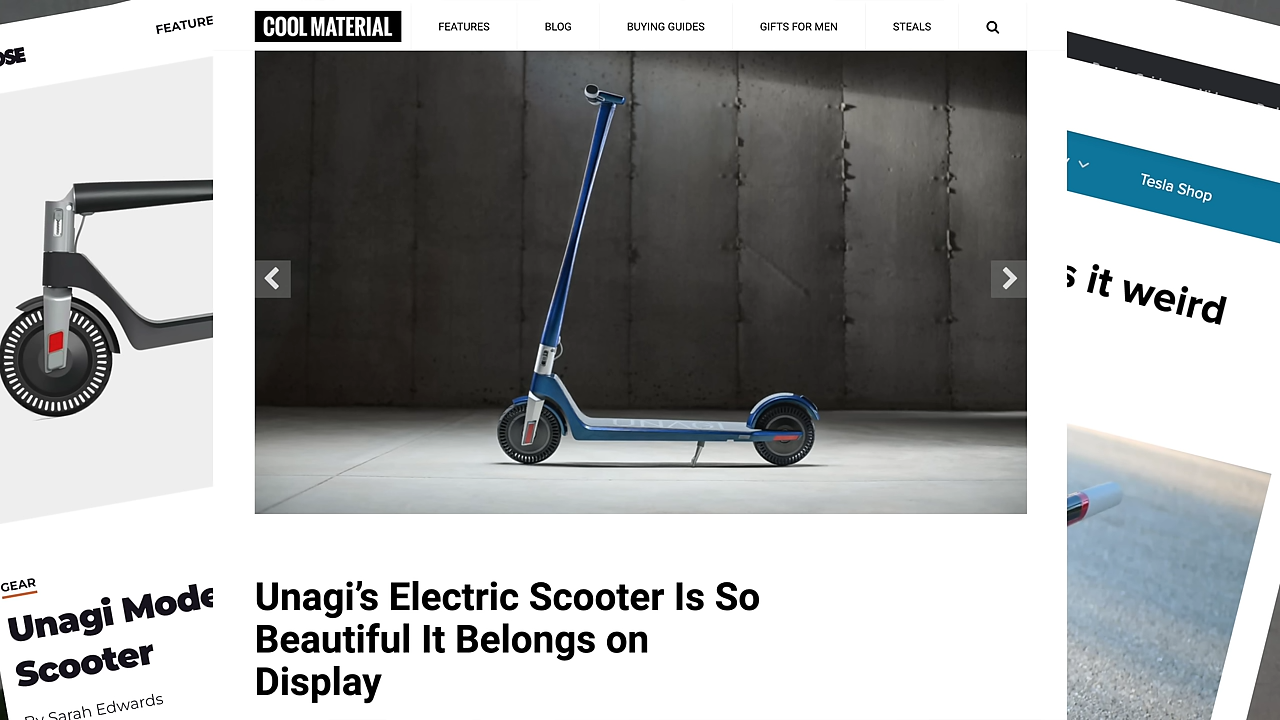 FEATURE
OSE
GEAR
Unagi Mode
Scooter
By Sarah Edwards
COOL MATERIAL
FEATURES
BLOG
BUYING GUIDES
GIFTS FOR MEN
STEALS
UNAGI
Unagi's Electric Scooter Is So
Beautiful It Belongs on
Display
Tesla Shop
s it weird